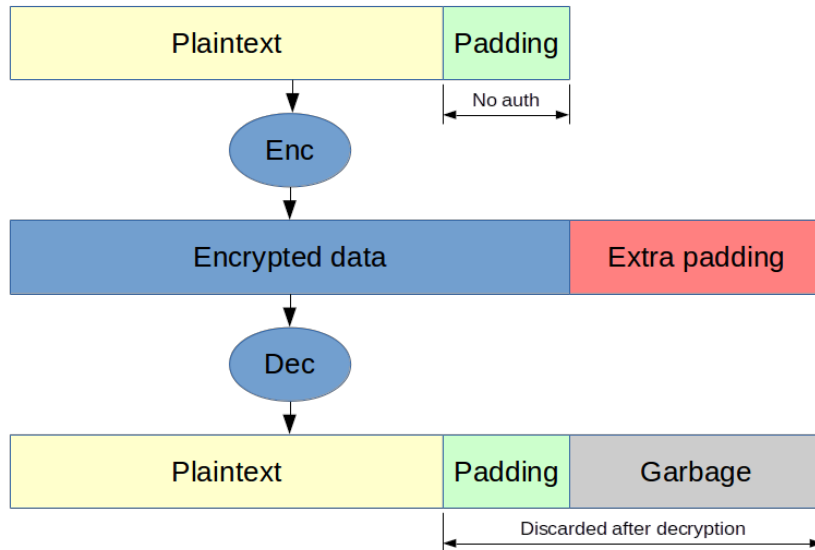 Plaintext Padding
No auth
Enc
Encrypted data Extra padding
Dec
Plaintext Padding Garbage
Discarded after decryption